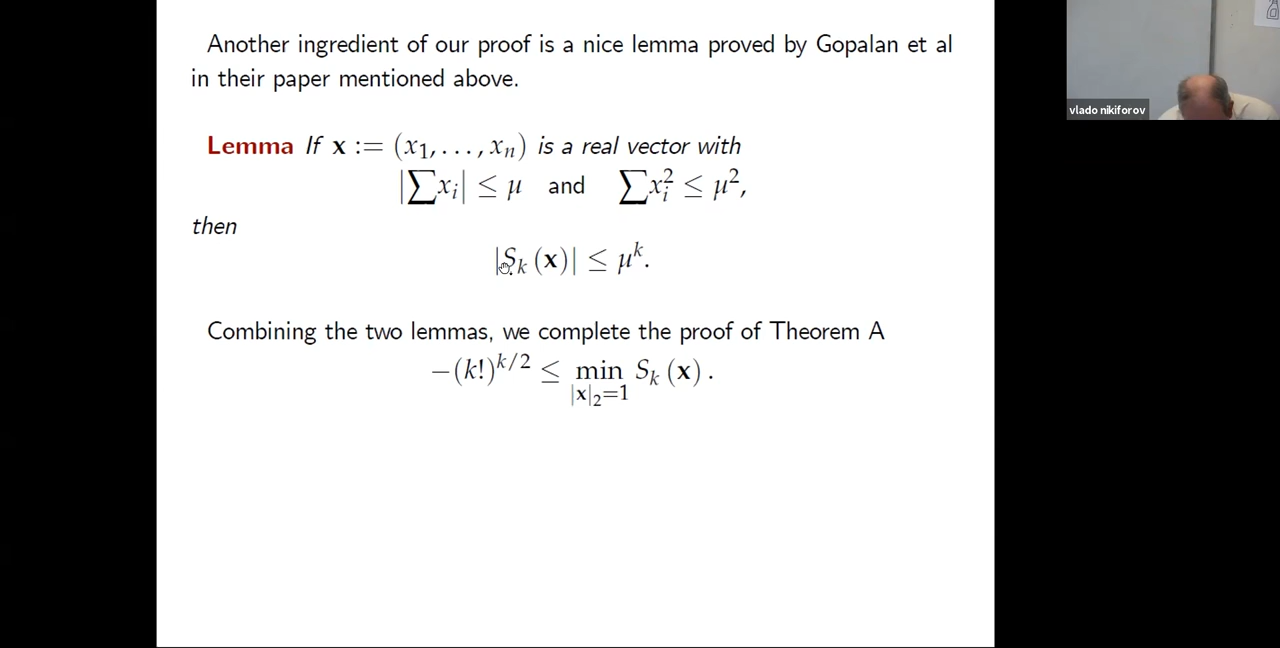 Another ingredient of our proof is a nice lemma proved by Gopalan et al
in their paper mentioned above.
Lemma If x := (x₁, . . . , xₙ) is a real vector with
|∑xᵢ| ≤ μ and ∑xᵢ² ≤ μ²,
then
|Sₖ (x)| ≤ μᵏ.
Combining the two lemmas, we complete the proof of Theorem A
−(k!)^{k/2} ≤ min_{|x|₂=1} Sₖ (x) .
vlado nikiforov